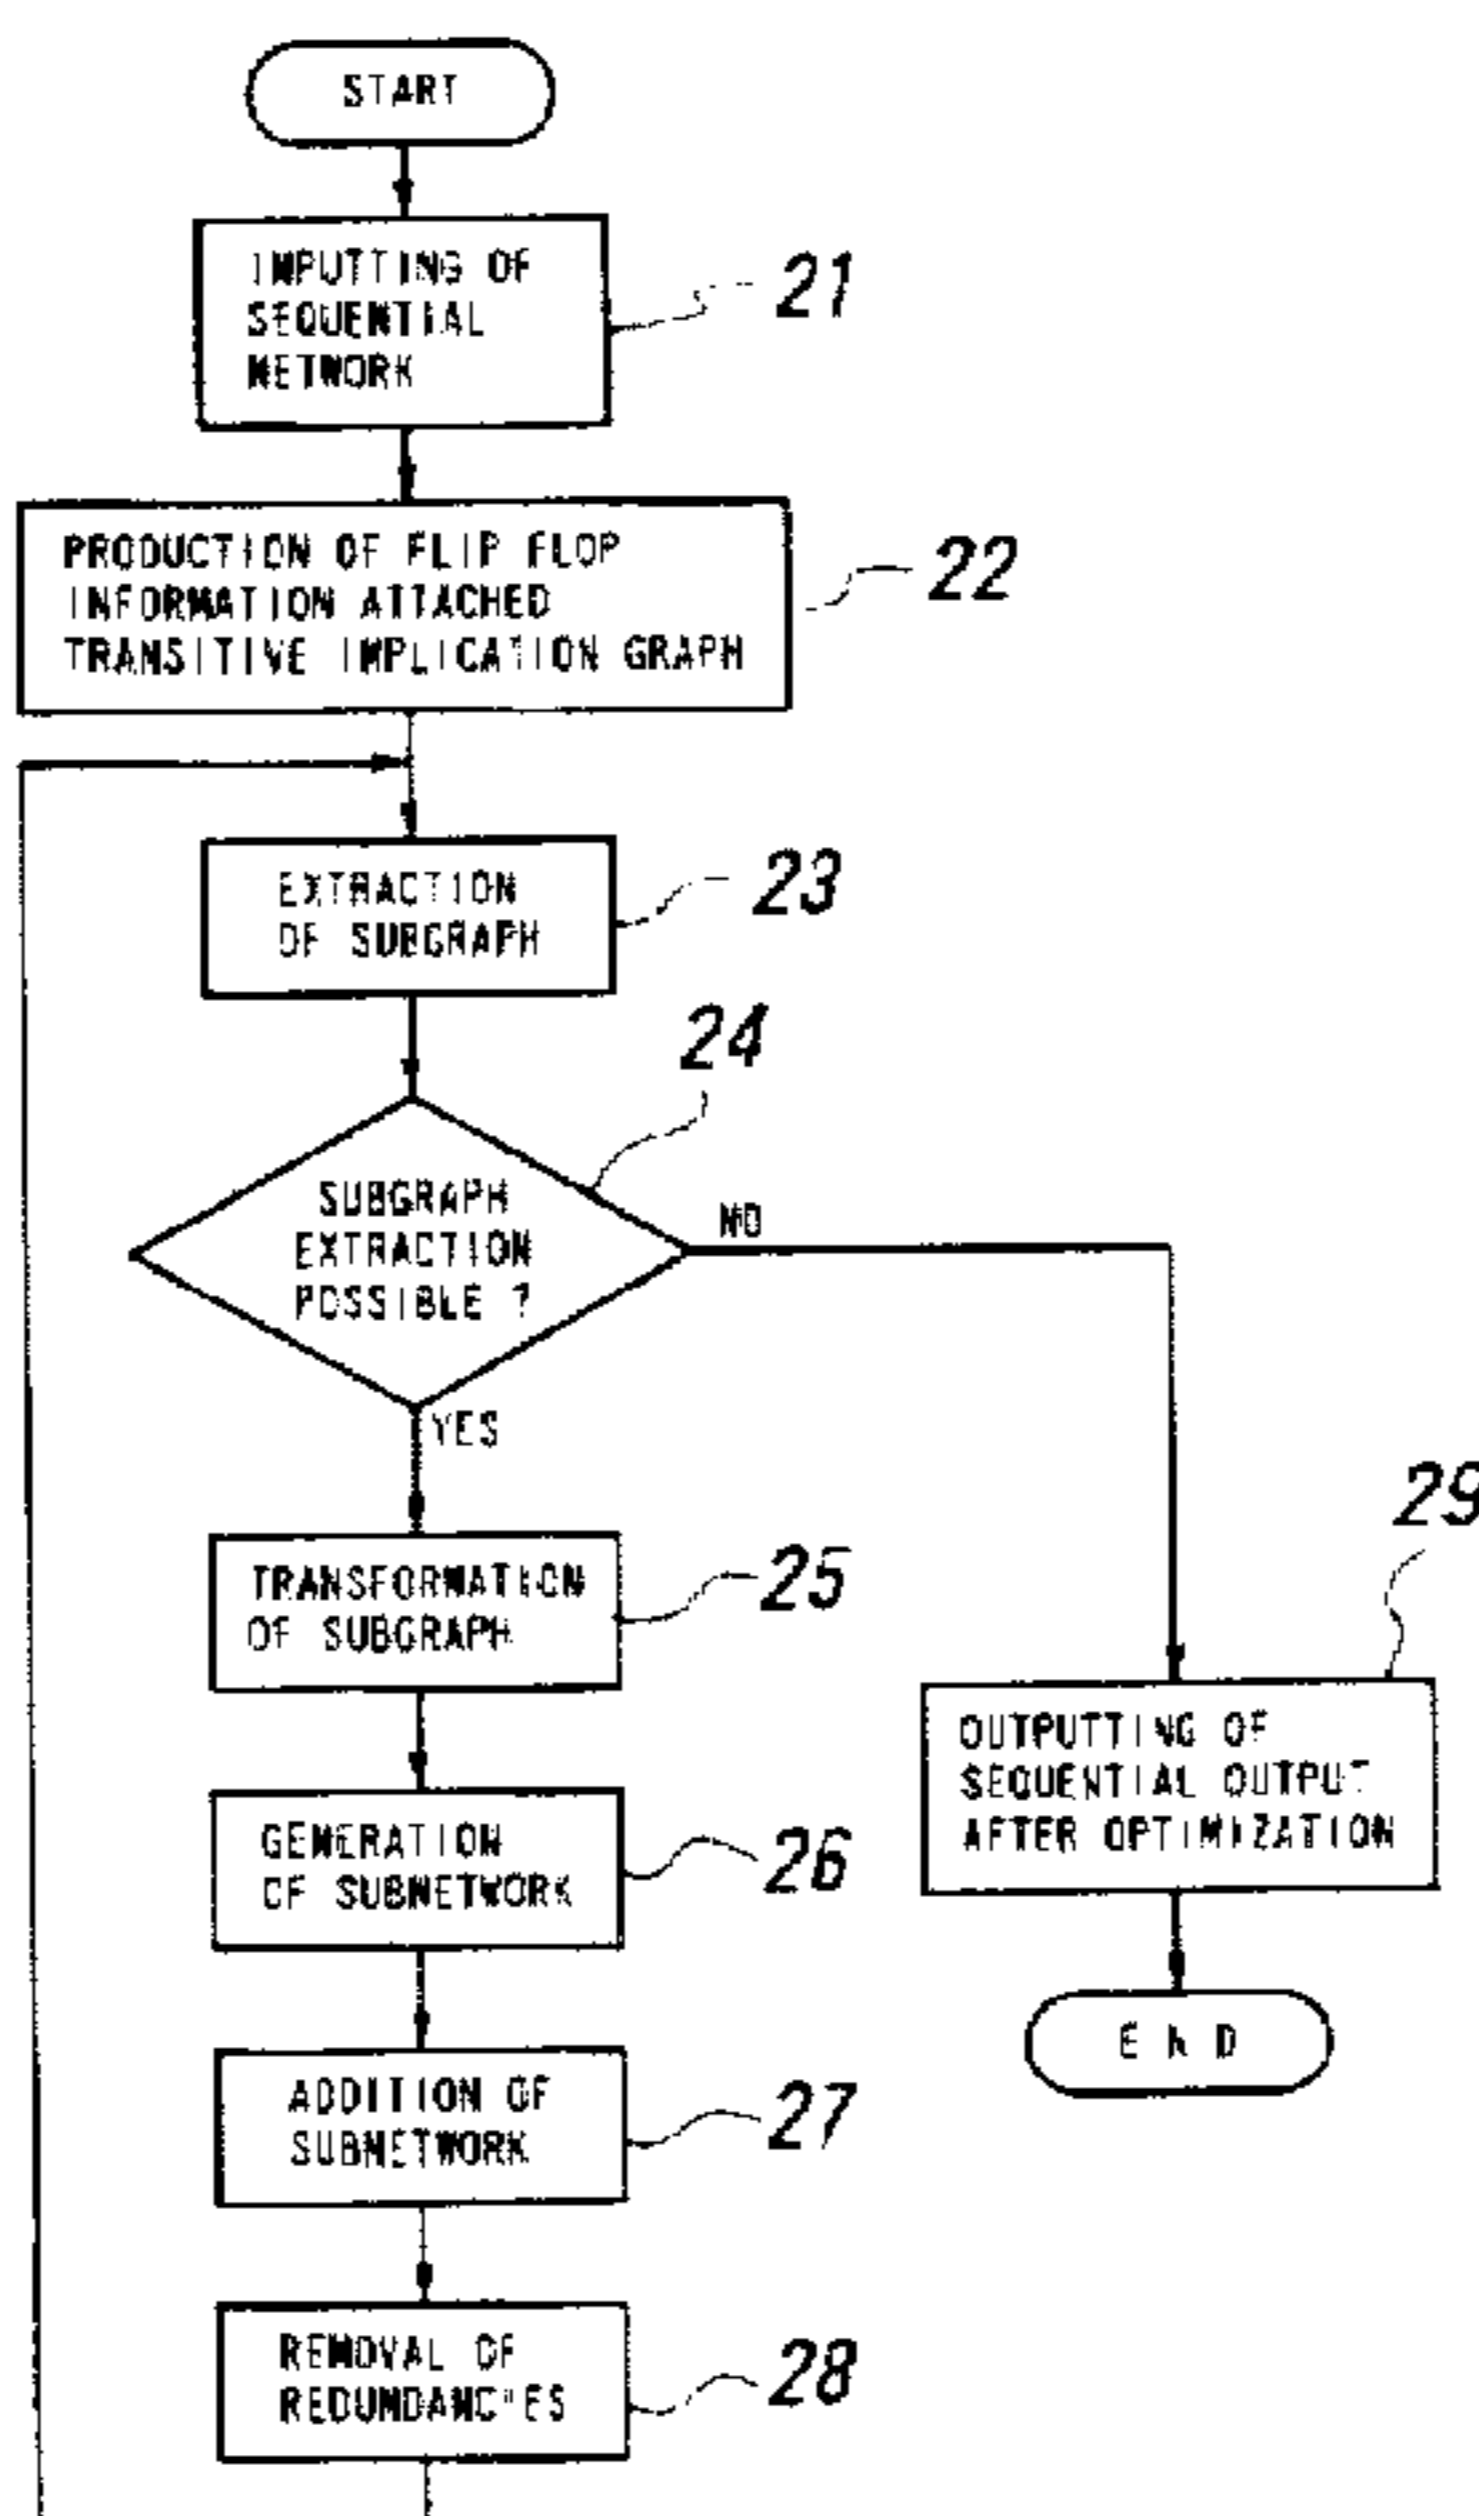 START
INPUTTING OF
SEQUENTIAL
NETWORK
21
PRODUCTION OF FLIP FLOP
INFORMATION ATTACHED
TRANSITIVE IMPLICATION GRAPH
22
EXTRACTION
OF SUBGRAPH
23
24
SUBGRAPH
EXTRACTION
POSSIBLE ?
NO
YES
TRANSFORMATION
OF SUBGRAPH
25
29
GENERATION
OF SUBNETWORK
26
OUTPUTTING OF
SEQUENTIAL OUTPUT
AFTER OPTIMIZATION
ADDITION OF
SUBNETWORK
27
END
REMOVAL OF
REDUNDANCIES
28